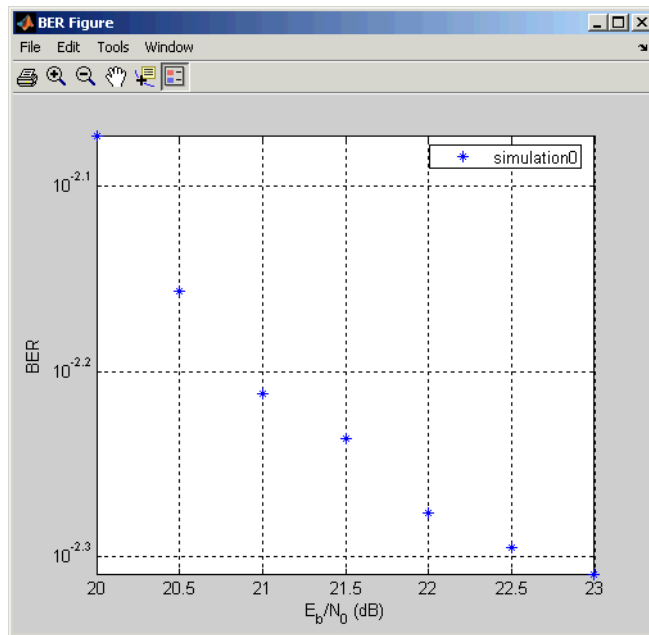 BER Figure
File Edit Tools Window
simulation0
10^-2.1
10^-2.2
10^-2.3
BER
20 20.5 21 21.5 22 22.5 23
E_b/N_0 (dB)